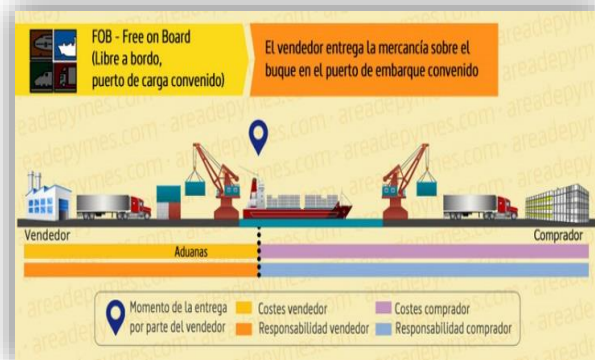 FOB - Free on Board
(Libre a bordo,
puerto de carga convenido)
El vendedor entrega la mercancía sobre el
buque en el puerto de embarque convenido
Vendedor
Comprador
Aduanas
Momento de la entrega
por parte del vendedor
Costes vendedor
Responsabilidad vendedor
Costes comprador
Responsabilidad comprador
areadepymes.com